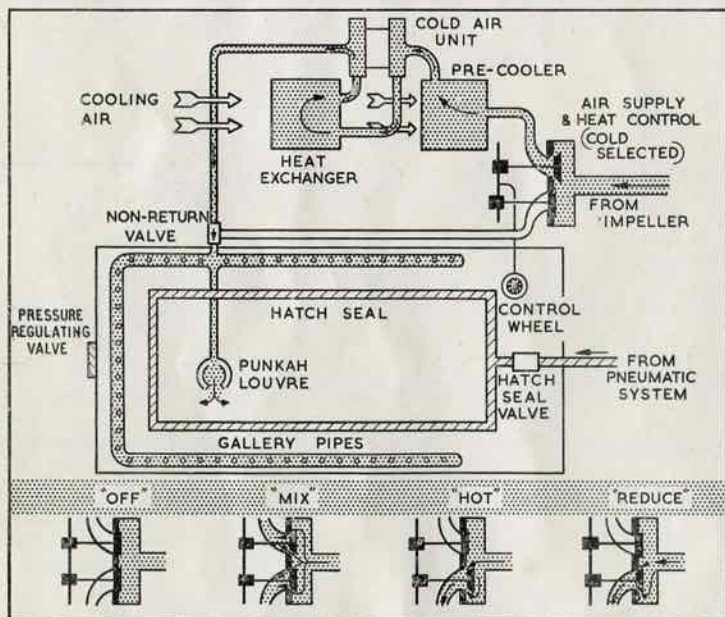 COLD AIR
UNIT
PRE-COOLER
COOLING
AIR
AIR SUPPLY
& HEAT CONTROL
(COLD
SELECTED)
HEAT
EXCHANGER
FROM
IMPELLER
NON-RETURN
VALVE
HATCH SEAL
CONTROL
WHEEL
PRESSURE
REGULATING
VALVE
PUNKAH
LOUVRE
HATCH
SEAL
VALVE
FROM
PNEUMATIC
SYSTEM
GALLERY PIPES
"OFF"
"MIX"
"HOT"
"REDUCE"